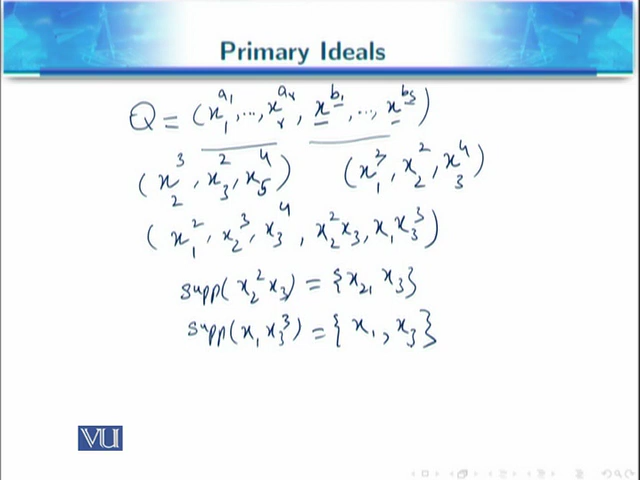 Primary Ideals
Q = (x_1^{a_1}, ..., x_r^{a_r}, x^{b_1}, ..., x^{b_s})
(x_2^3, x_3^2, x_5^4) (x_1^3, x_2^2, x_3^4)
(x_1^2, x_2^3, x_3^4, x_2^2 x_3, x_1 x_3^3)
supp(x_2^2 x_3) = {x_2, x_3}
supp(x_1 x_3^3) = {x_1, x_3}
VU